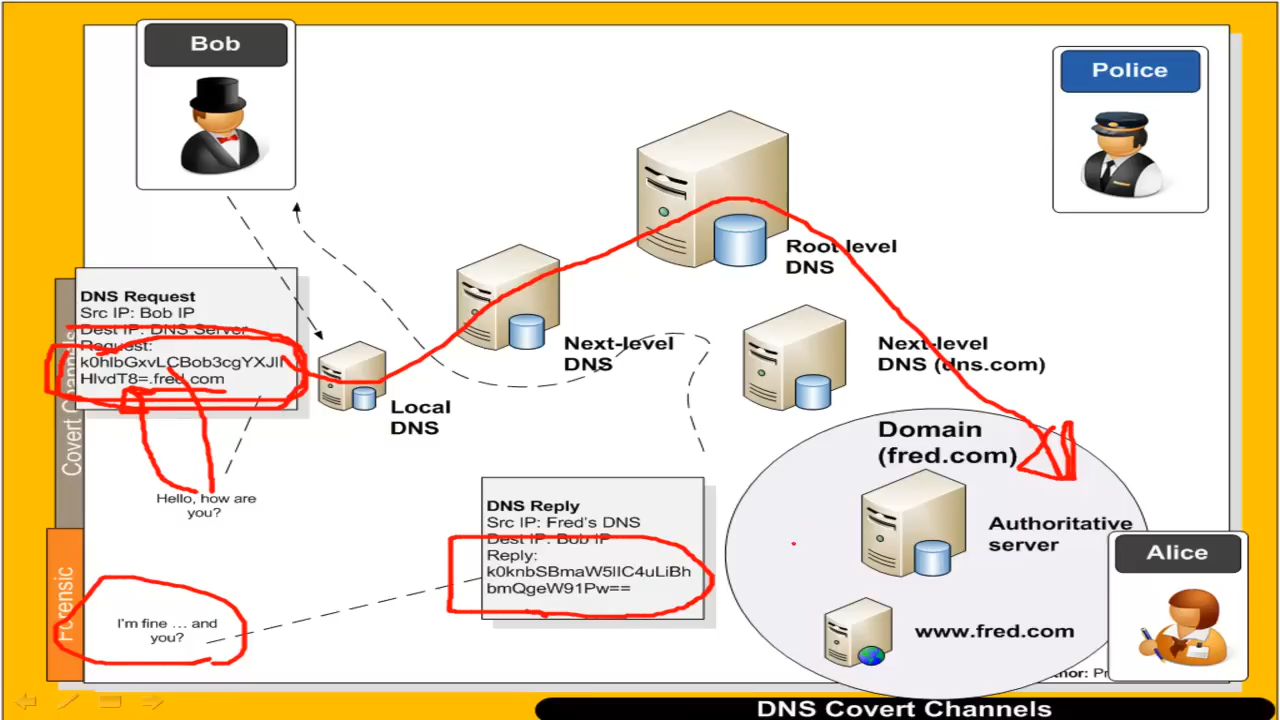 Bob
Police
Root level
DNS
DNS Request
Src IP: Bob IP
Dest IP: DNS Server
Request:
HlvdT8=.fred.com
Next-level
DNS
Next-level
DNS (dns.com)
Local
DNS
Covert Channels
Domain
(fred.com)
Hello, how are
you?
DNS Reply
Src IP: Fred's DNS
Dest IP: Bob IP
Reply:
k0knbSBmaW5lIC4uLiBh
bmQgeW91Pw==
Authoritative
server
Alice
Forensic
I'm fine ... and
you?
www.fred.com
DNS Covert Channels